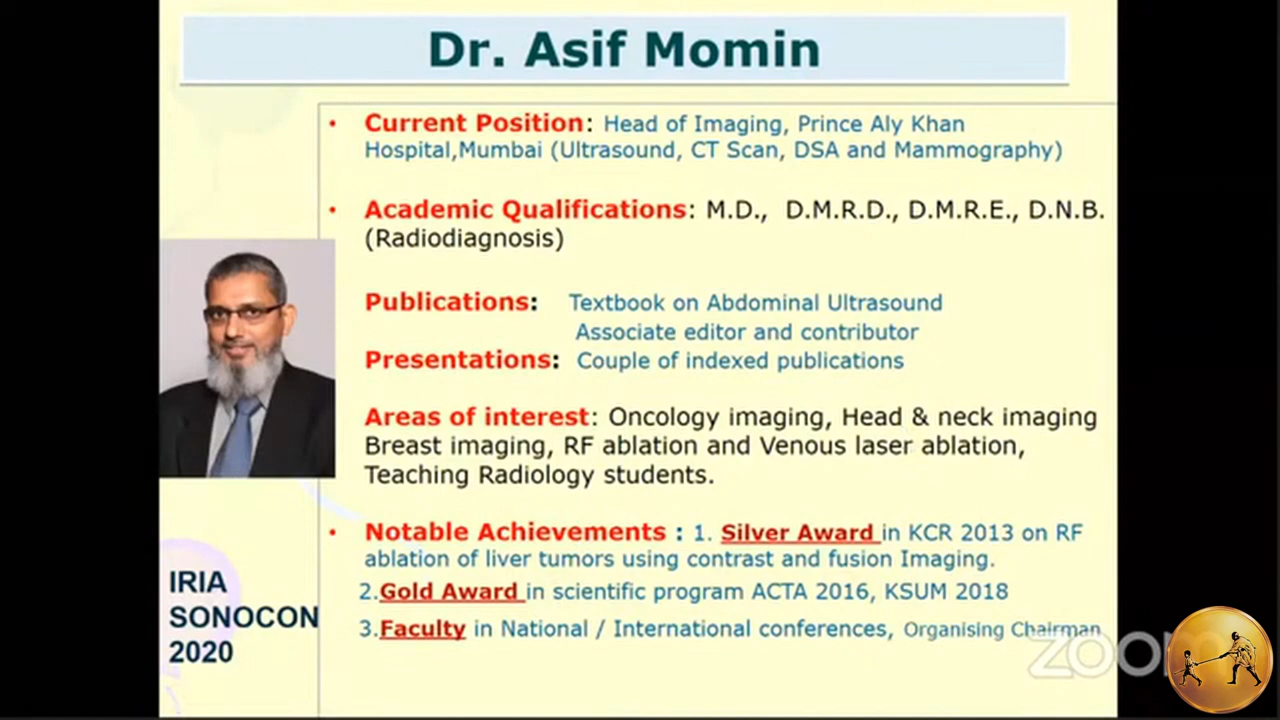 Dr. Asif Momin
• Current Position: Head of Imaging, Prince Aly Khan
Hospital,Mumbai (Ultrasound, CT Scan, DSA and Mammography)
• Academic Qualifications: M.D., D.M.R.D., D.M.R.E., D.N.B.
(Radiodiagnosis)
Publications: Textbook on Abdominal Ultrasound
Associate editor and contributor
Presentations: Couple of indexed publications
Areas of interest: Oncology imaging, Head & neck imaging
Breast imaging, RF ablation and Venous laser ablation,
Teaching Radiology students.
• Notable Achievements : 1. Silver Award in KCR 2013 on RF
ablation of liver tumors using contrast and fusion Imaging.
2.Gold Award in scientific program ACTA 2016, KSUM 2018
3.Faculty in National / International conferences, Organising Chairman
IRIA
SONOCON
2020
zoom